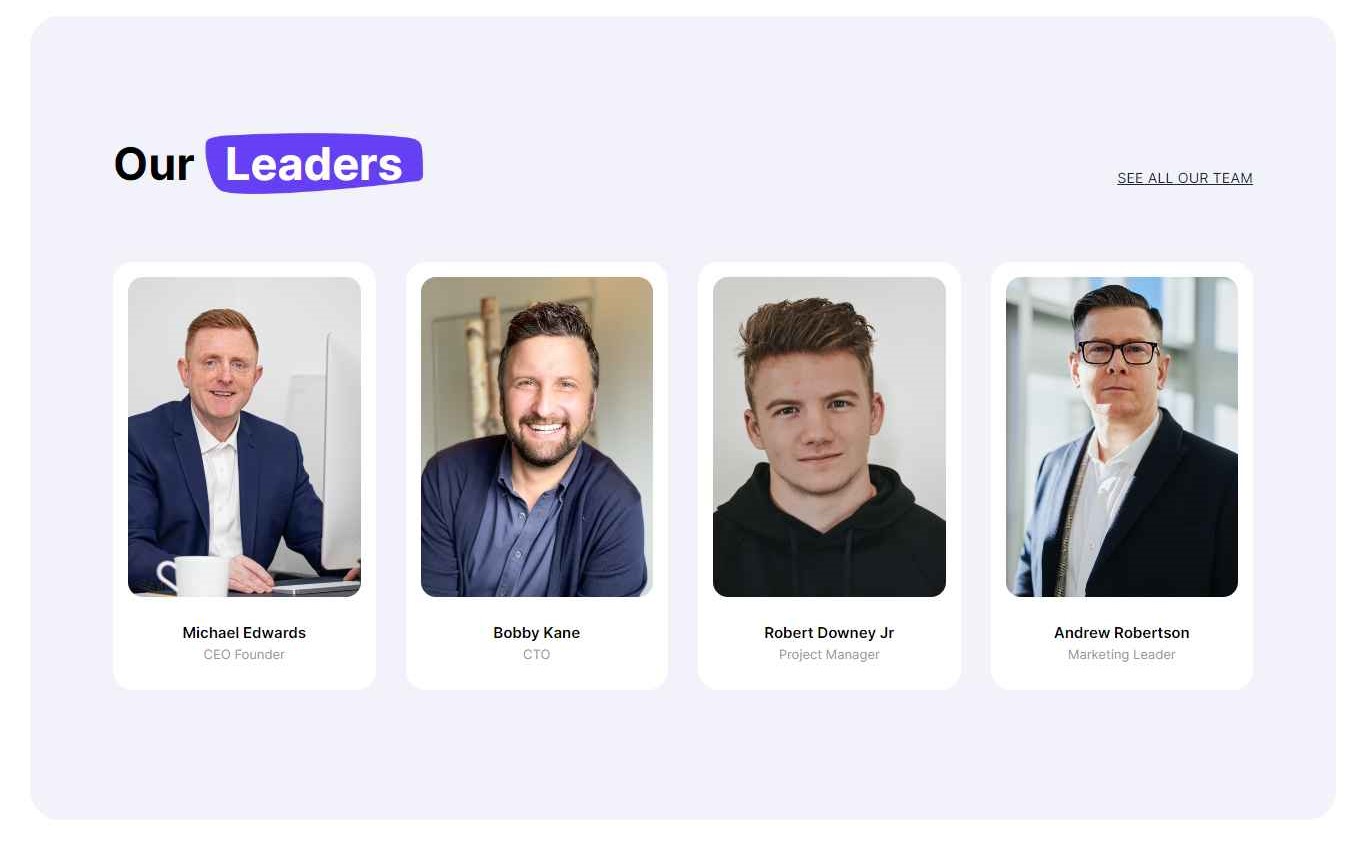 Our Leaders
SEE ALL OUR TEAM
Michael Edwards
CEO Founder
Bobby Kane
CTO
Robert Downey Jr
Project Manager
Andrew Robertson
Marketing Leader